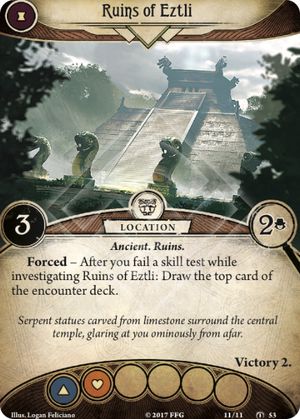 Ruins of Eztli
3
LOCATION
2
Ancient. Ruins.
Forced – After you fail a skill test while
investigating Ruins of Eztli: Draw the top card of
the encounter deck.
Serpent statues carved from limestone surround the central
temple, glaring at you ominously from afar.
Victory 2.
Illus. Logan Feliciano
© 2017 FFG
11/11
53